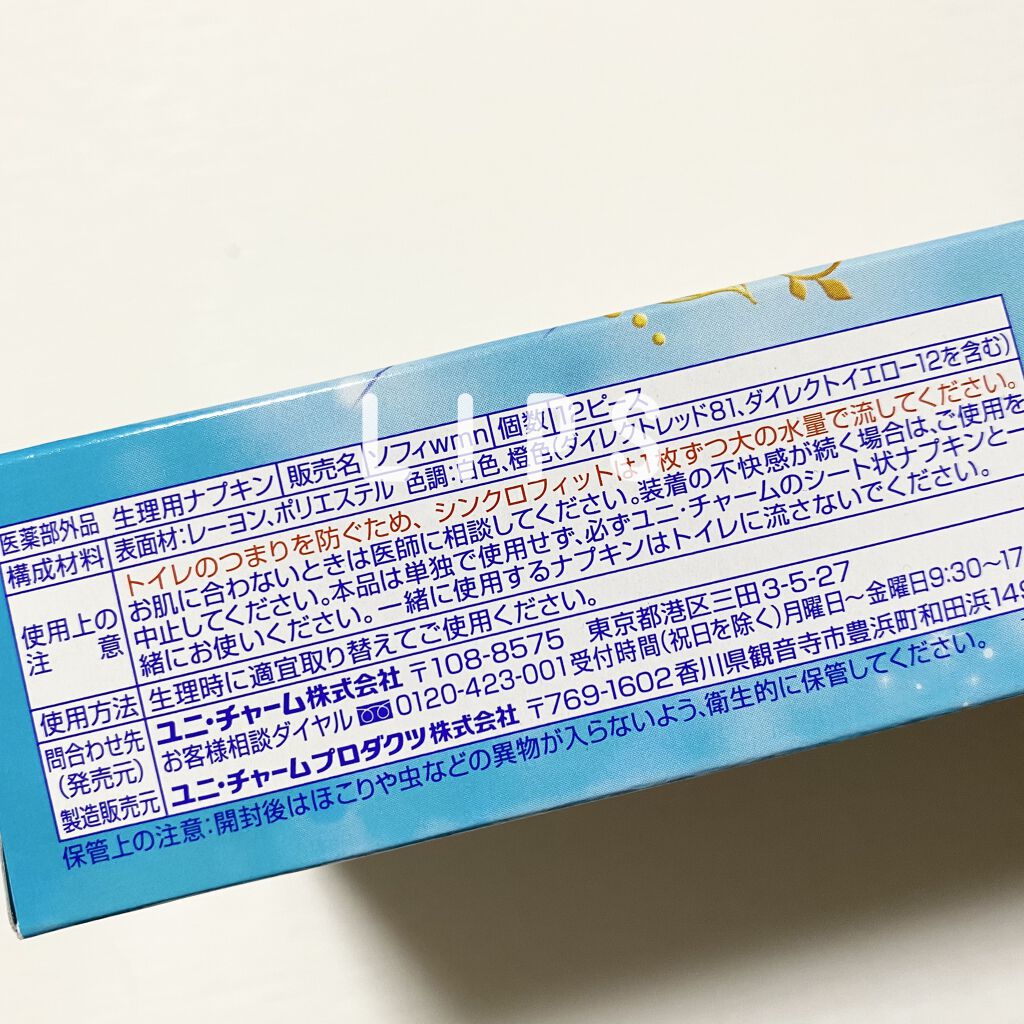 LIPS
医薬部外品 生理用ナプキン 販売名 ソフィwmn 個数 12ピース
構成材料 表面材:レーヨン、ポリエステル 色調:白色、橙色(ダイレクトレッド81、ダイレクトイエロー12を含む)
使用上の注意 トイレのつまりを防ぐため、シンクロフィットは1枚ずつ大の水量で流してください。
お肌に合わないときは医師に相談してください。装着の不快感が続く場合は、ご使用を
中止してください。本品は単独で使用せず、必ずユニ・チャームのシート状ナプキンと一
緒にお使いください。一緒に使用するナプキンはトイレに流さないでください。
使用方法 生理時に適宜取り替えてご使用ください。
問合わせ先(発売元) ユニ・チャーム株式会社 〒108-8575 東京都港区三田3-5-27
お客様相談ダイヤル 0120-423-001 受付時間(祝日を除く)月曜日〜金曜日9:30〜17
製造販売元 ユニ・チャームプロダクツ株式会社 〒769-1602 香川県観音寺市豊浜町和田浜149
保管上の注意:開封後はほこりや虫などの異物が入らないよう、衛生的に保管してください。